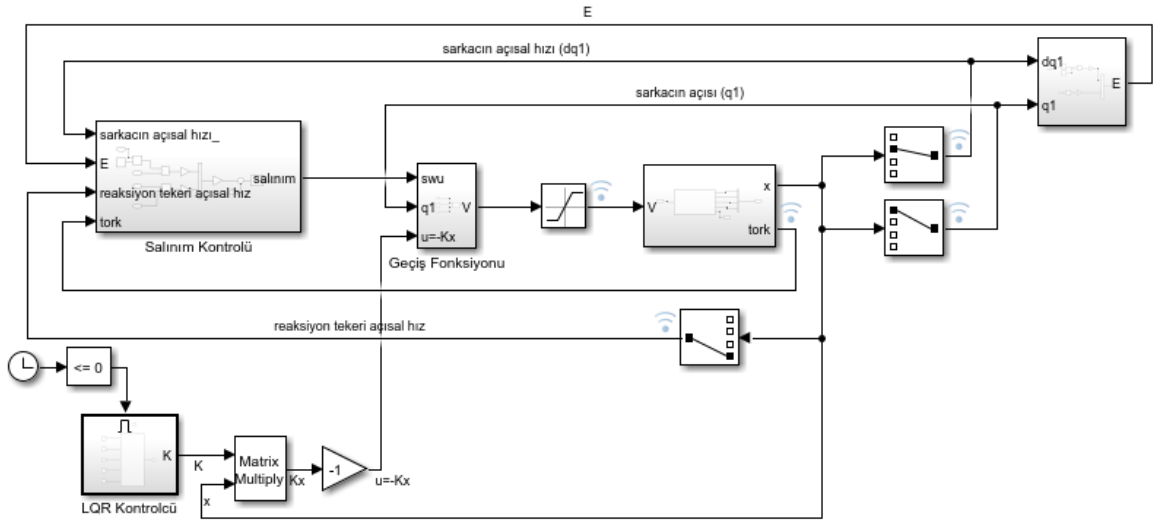 E
sarkacın açısal hızı (dq1)
dq1
E
sarkacın açısı (q1)
q1
sarkacın açısal hızı_
E
salınım
reaksiyon tekeri açısal hız
tork
Salınım Kontrolü
swu
q1
V
u=-Kx
Geçiş Fonksiyonu
V
x
tork
reaksiyon tekeri açısal hız
<= 0
K
K
LQR Kontrolcü
Matrix
Multiply
x
Kx
-1
u=-Kx